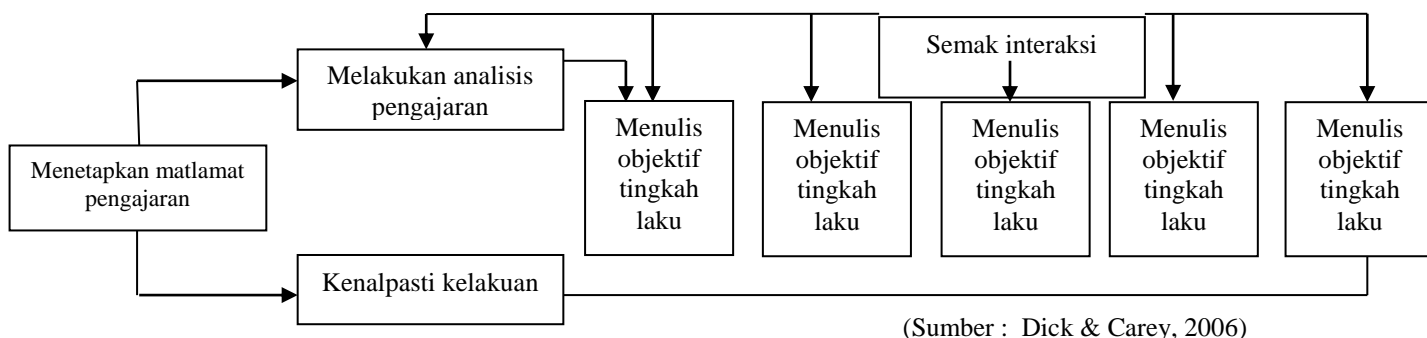 Semak interaksi
Melakukan analisis
pengajaran
Menetapkan matlamat
pengajaran
Menulis
objektif
tingkah
laku
Menulis
objektif
tingkah
laku
Menulis
objektif
tingkah
laku
Menulis
objektif
tingkah
laku
Menulis
objektif
tingkah
laku
Kenalpasti kelakuan
(Sumber : Dick & Carey, 2006)